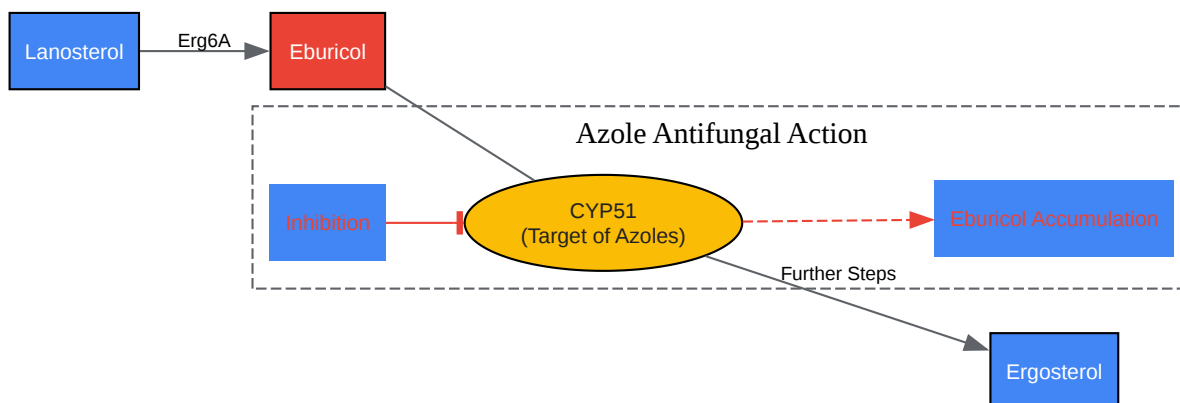 Lanosterol
Erg6A
Eburicol
Azole Antifungal Action
Inhibition
CYP51
(Target of Azoles)
Eburicol Accumulation
Further Steps
Ergosterol